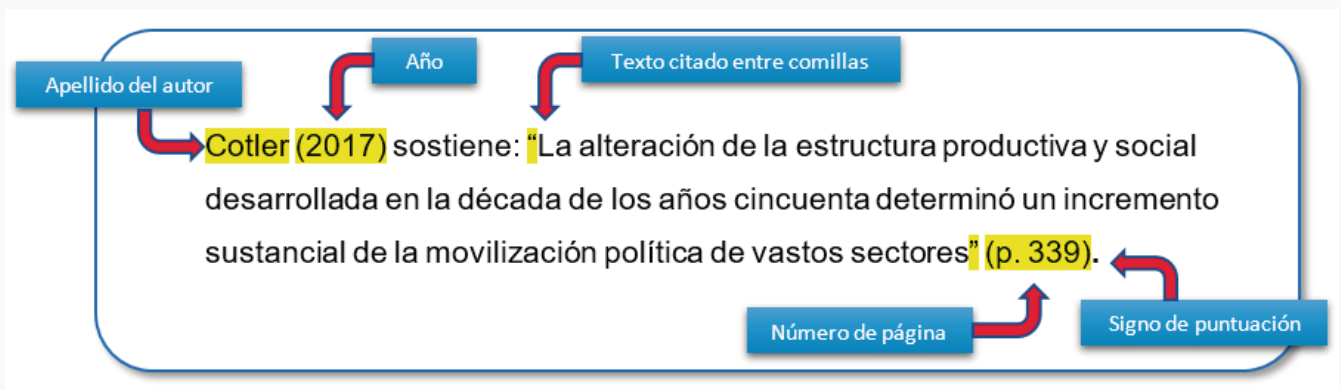 Año
Texto citado entre comillas
Apellido del autor
Cotler (2017) sostiene: “La alteración de la estructura productiva y social
desarrollada en la década de los años cincuenta determinó un incremento
sustancial de la movilización política de vastos sectores” (p. 339).
Número de página
Signo de puntuación